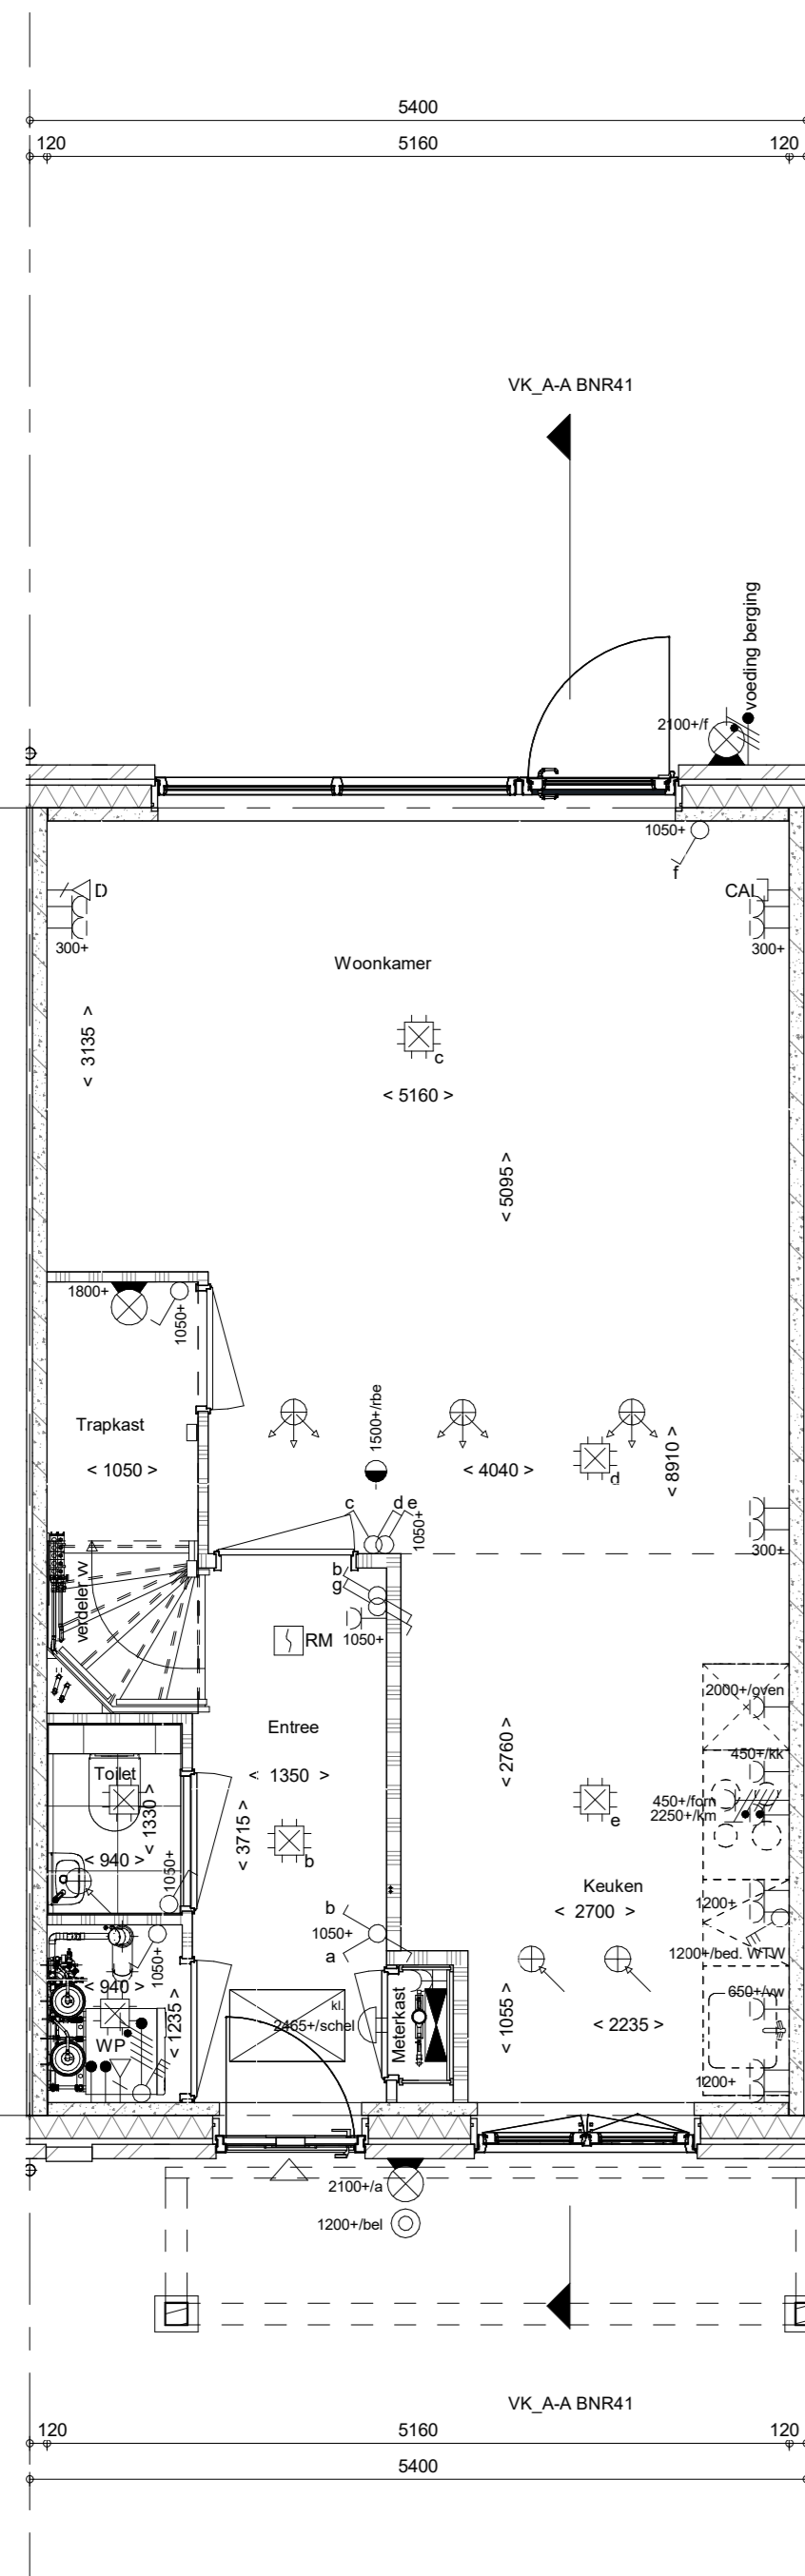 5400
120 5160 120
VK_A-A BNR41
voeding berging
2100+/f
1050+
f
D
CAI
300+
300+
Woonkamer
< 3135 >
c
< 5160 >
< 5095 >
1800+
1050+
Trapkast
< 1050 >
1500+/rbe
< 4040 >
d
< 8910 >
c
d e
1050+
300+
verdeler vv
b
g
1050+
RM
2000+/oven
Entree
< 2760 >
450+/kk
Toilet
< 1350 >
450+/forn
2250+/km
< 1330 >
e
< 3715 >
b
< 940 >
1050+
Keuken
1200+
< 2700 >
b
1050+
a
1200+/bed. WTW
1050+
< 940 >
650+/vw
kl.
2465+/schel
Meterkast
< 1055 >
< 2235 >
WP
< 1235 >
1200+
2100+/a
1200+/bel
VK_A-A BNR41
120 5160 120
5400